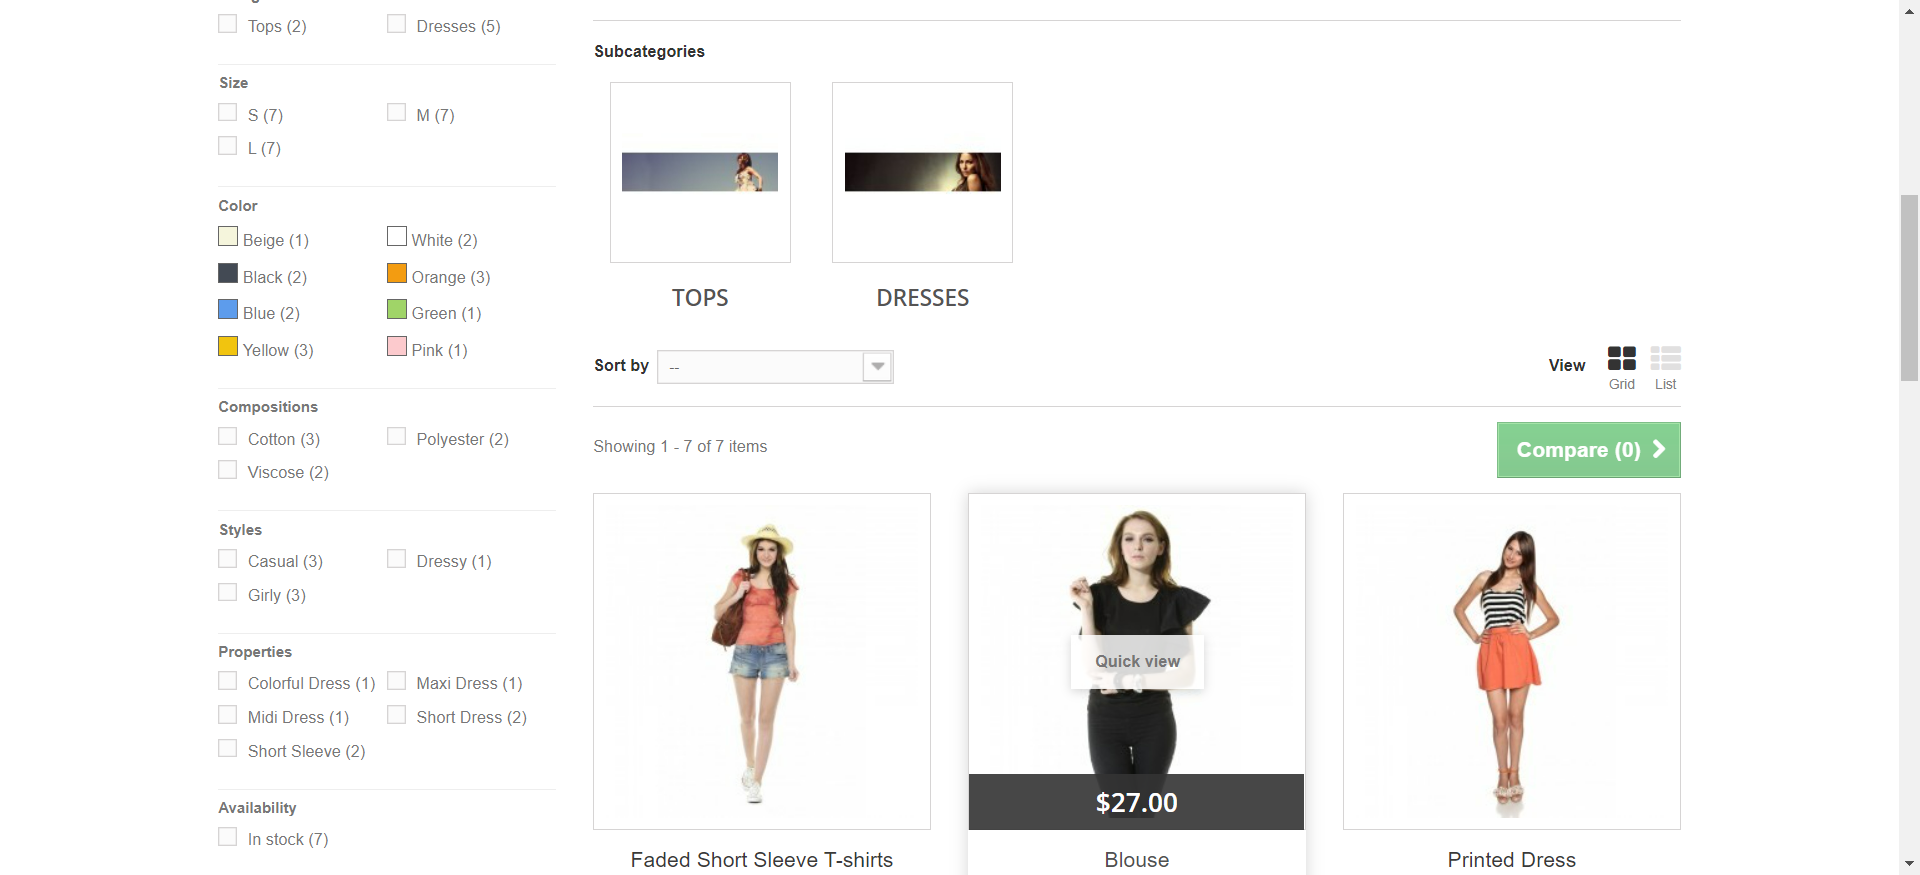 Tops (2) Dresses (5)
Size
S (7) M (7)
L (7)
Color
Beige (1) White (2)
Black (2) Orange (3)
Blue (2) Green (1)
Yellow (3) Pink (1)
Compositions
Cotton (3) Polyester (2)
Viscose (2)
Styles
Casual (3) Dressy (1)
Girly (3)
Properties
Colorful Dress (1) Maxi Dress (1)
Midi Dress (1) Short Dress (2)
Short Sleeve (2)
Availability
In stock (7)
Subcategories
TOPS DRESSES
Sort by -- View Grid List
Showing 1 - 7 of 7 items
Compare (0)
Quick view
$27.00
Faded Short Sleeve T-shirts
Blouse
Printed Dress